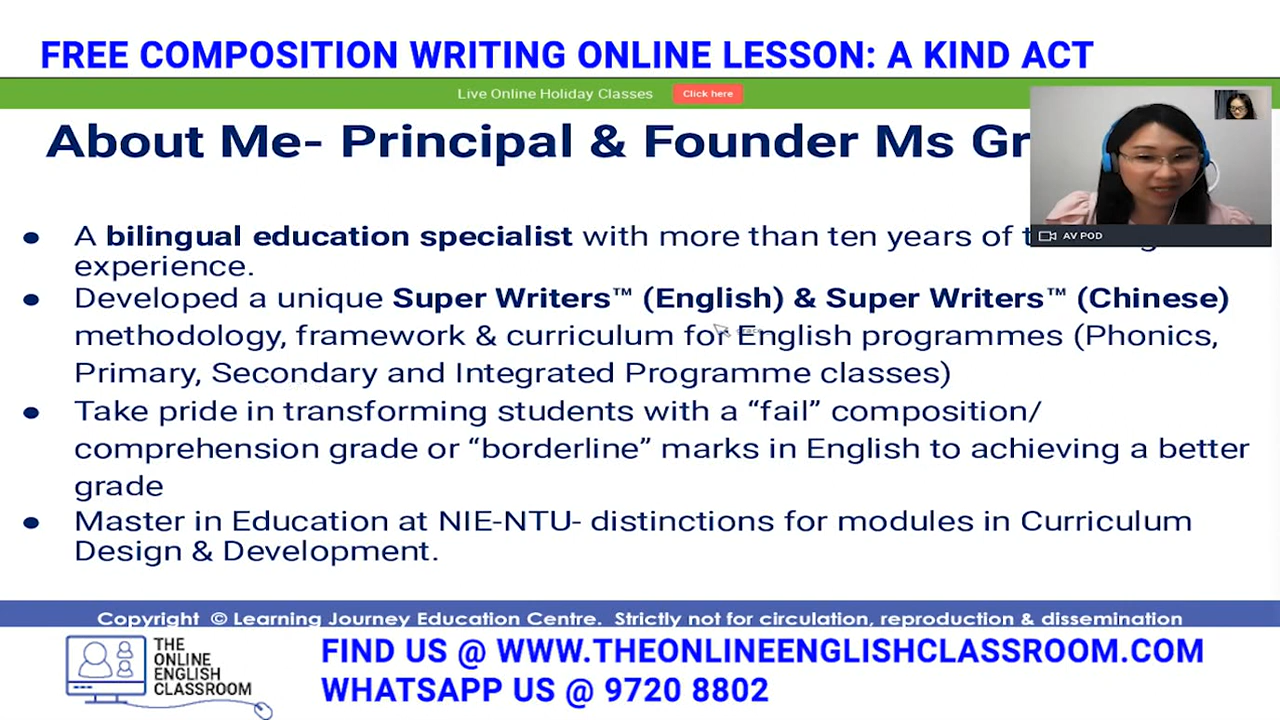 FREE COMPOSITION WRITING ONLINE LESSON: A KIND ACT
Live Online Holiday Classes Click here
About Me- Principal & Founder Ms Gr
AV POD
A bilingual education specialist with more than ten years of
experience.
Developed a unique Super Writers™ (English) & Super Writers™ (Chinese)
methodology, framework & curriculum for English programmes (Phonics,
Primary, Secondary and Integrated Programme classes)
Take pride in transforming students with a “fail” composition/
comprehension grade or “borderline” marks in English to achieving a better
grade
Master in Education at NIE-NTU- distinctions for modules in Curriculum
Design & Development.
Copyright © Learning Journey Education Centre. Strictly not for circulation, reproduction & dissemination
THE
ONLINE
ENGLISH
CLASSROOM
FIND US @ WWW.THEONLINEENGLISHCLASSROOM.COM
WHATSAPP US @ 9720 8802